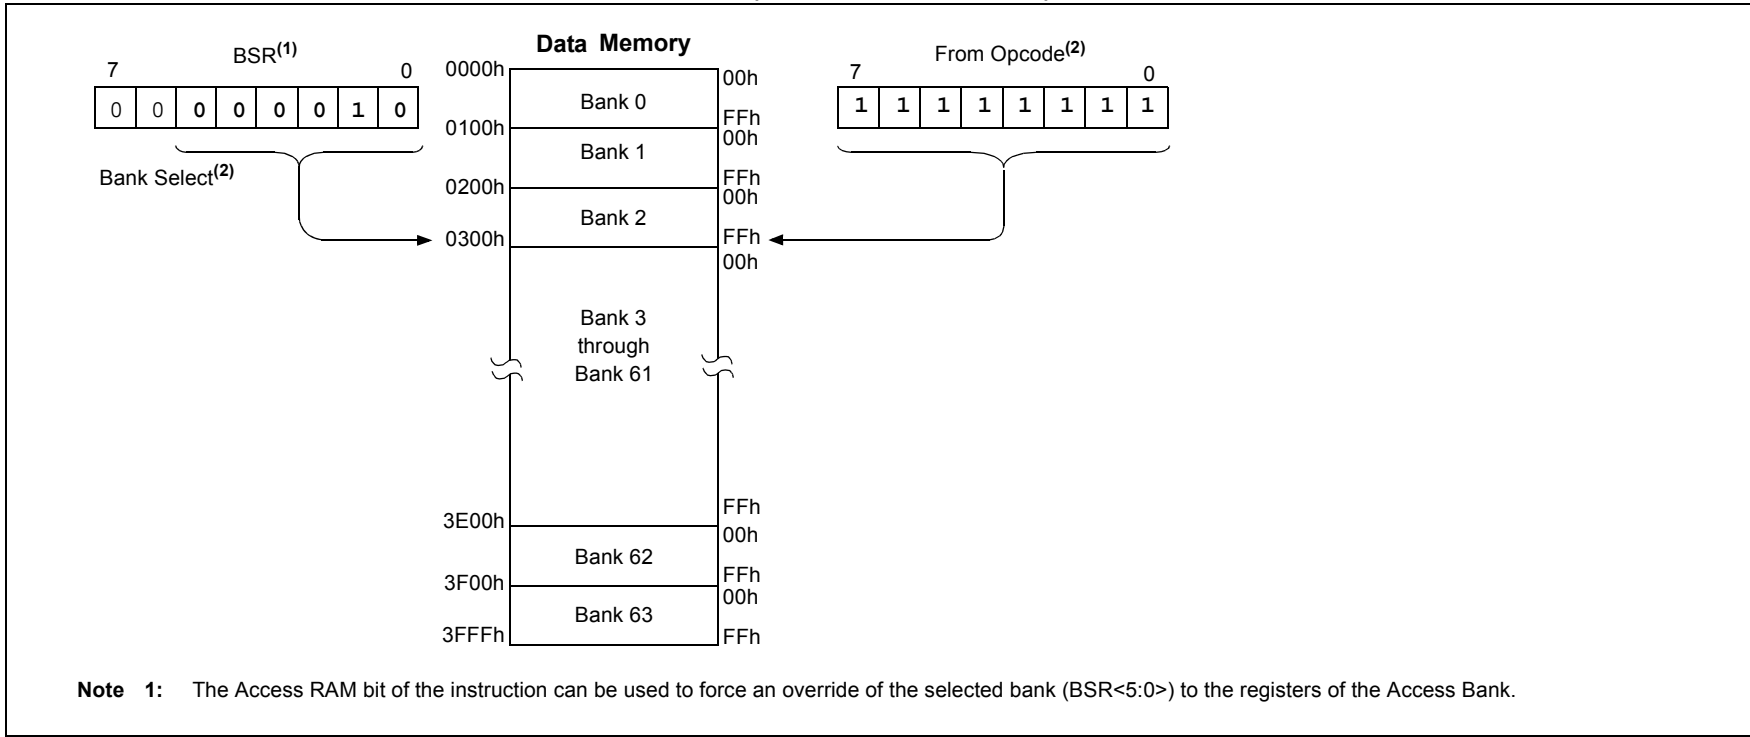 Data Memory
BSR(1)
7 0
0 0 0 0 0 0 1 0
Bank Select(2)
From Opcode(2)
7 0
1 1 1 1 1 1 1 1
0000h
Bank 0
00h
FFh
0100h
Bank 1
00h
FFh
0200h
Bank 2
00h
FFh
0300h
00h
Bank 3
through
Bank 61
FFh
3E00h
Bank 62
00h
FFh
3F00h
Bank 63
00h
3FFFh
FFh
Note 1: The Access RAM bit of the instruction can be used to force an override of the selected bank (BSR<5:0>) to the registers of the Access Bank.